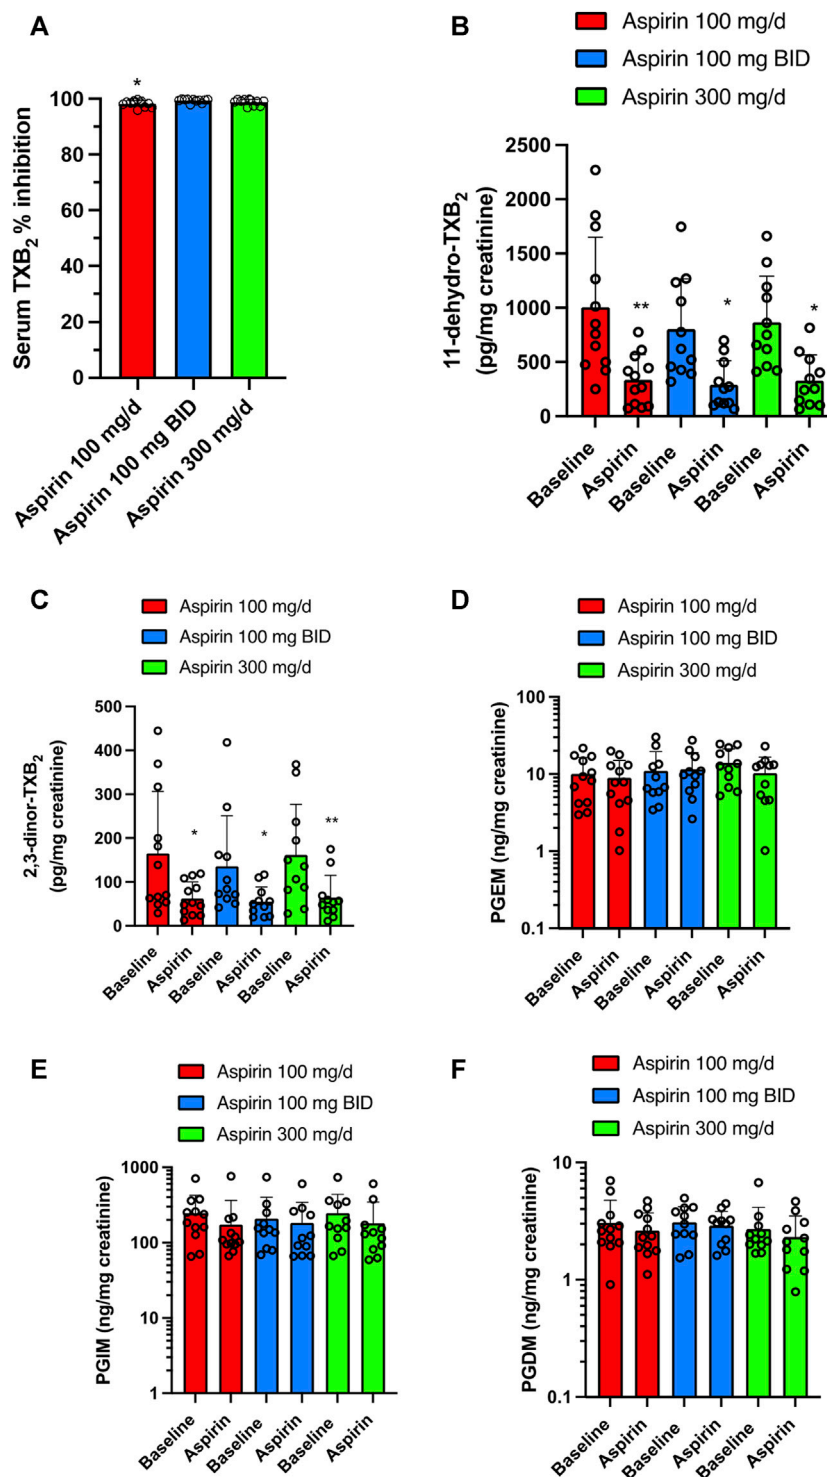 A
* 
100
80
60
40
20
0
Serum TXB₂ % inhibition
Aspirin 100 mg/d
Aspirin 100 mg BID
Aspirin 300 mg/d
B
Aspirin 100 mg/d
Aspirin 100 mg BID
Aspirin 300 mg/d
2500
2000
1500
1000
500
0
11-dehydro-TXB₂
(pg/mg creatinine)
**
*
*
Baseline
Aspirin
Baseline
Aspirin
Baseline
Aspirin
C
Aspirin 100 mg/d
Aspirin 100 mg BID
Aspirin 300 mg/d
500
400
300
200
100
0
2,3-dinor-TXB₂
(pg/mg creatinine)
*
*
**
Baseline
Aspirin
Baseline
Aspirin
Baseline
Aspirin
D
Aspirin 100 mg/d
Aspirin 100 mg BID
Aspirin 300 mg/d
100
10
1
0.1
PGEM (ng/mg creatinine)
Baseline
Aspirin
Baseline
Aspirin
Baseline
Aspirin
E
Aspirin 100 mg/d
Aspirin 100 mg BID
Aspirin 300 mg/d
1000
100
10
1
PGIM (ng/mg creatinine)
Baseline
Aspirin
Baseline
Aspirin
Baseline
Aspirin
F
Aspirin 100 mg/d
Aspirin 100 mg BID
Aspirin 300 mg/d
10
1
0.1
PGDM (ng/mg creatinine)
Baseline
Aspirin
Baseline
Aspirin
Baseline
Aspirin